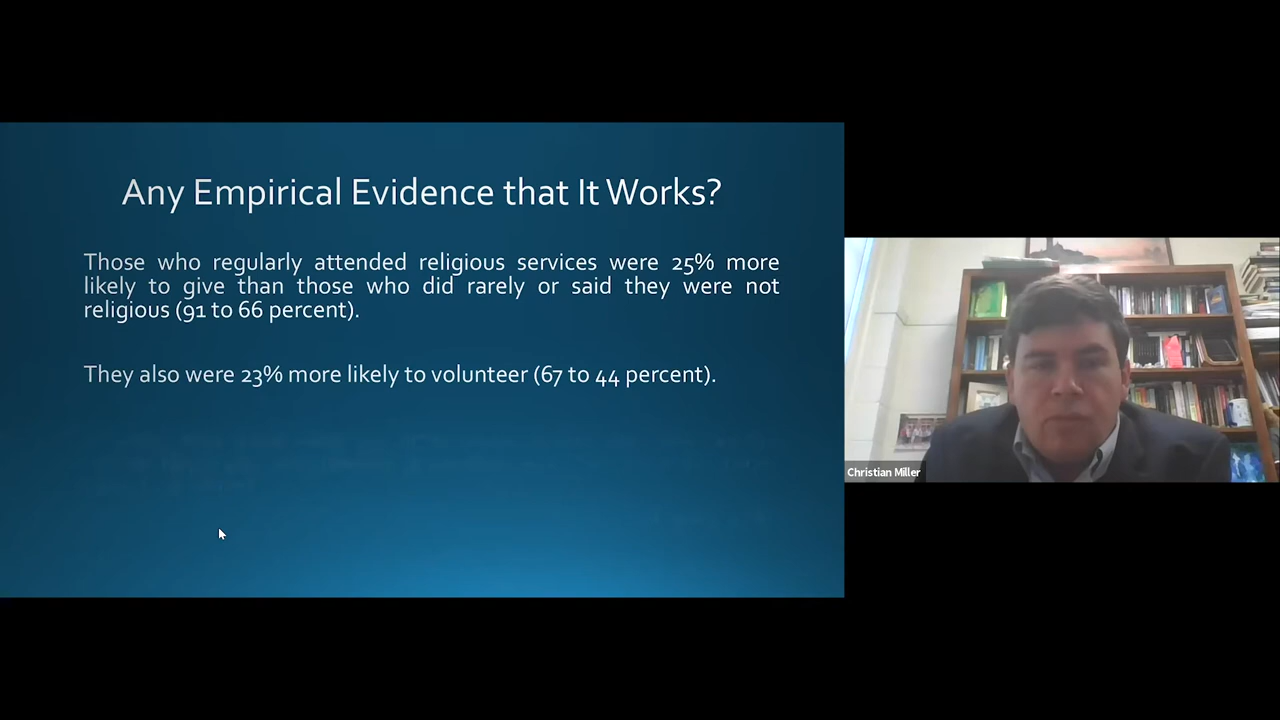 Any Empirical Evidence that It Works?
Those who regularly attended religious services were 25% more
likely to give than those who did rarely or said they were not
religious (91 to 66 percent).
They also were 23% more likely to volunteer (67 to 44 percent).
Christian Miller